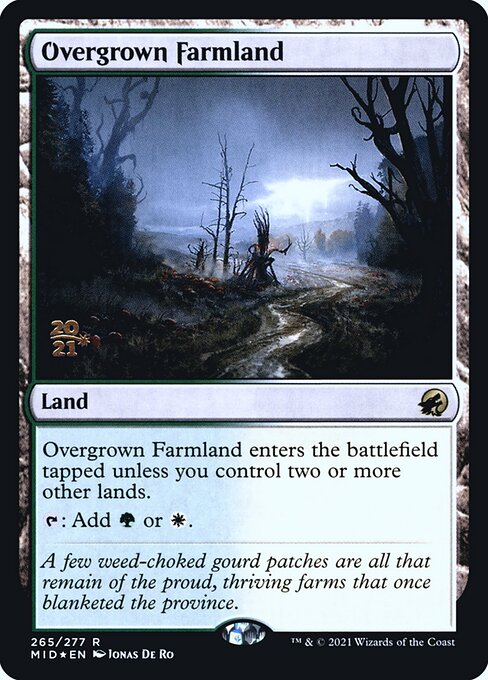 Overgrown Farmland
20
21
Land
Overgrown Farmland enters the battlefield
tapped unless you control two or more
other lands.
: Add or .
A few weed-choked gourd patches are all that
remain of the proud, thriving farms that once
blanketed the province.
265/277 R
MID★EN Jonas De Ro
™ & © 2021 Wizards of the Coast